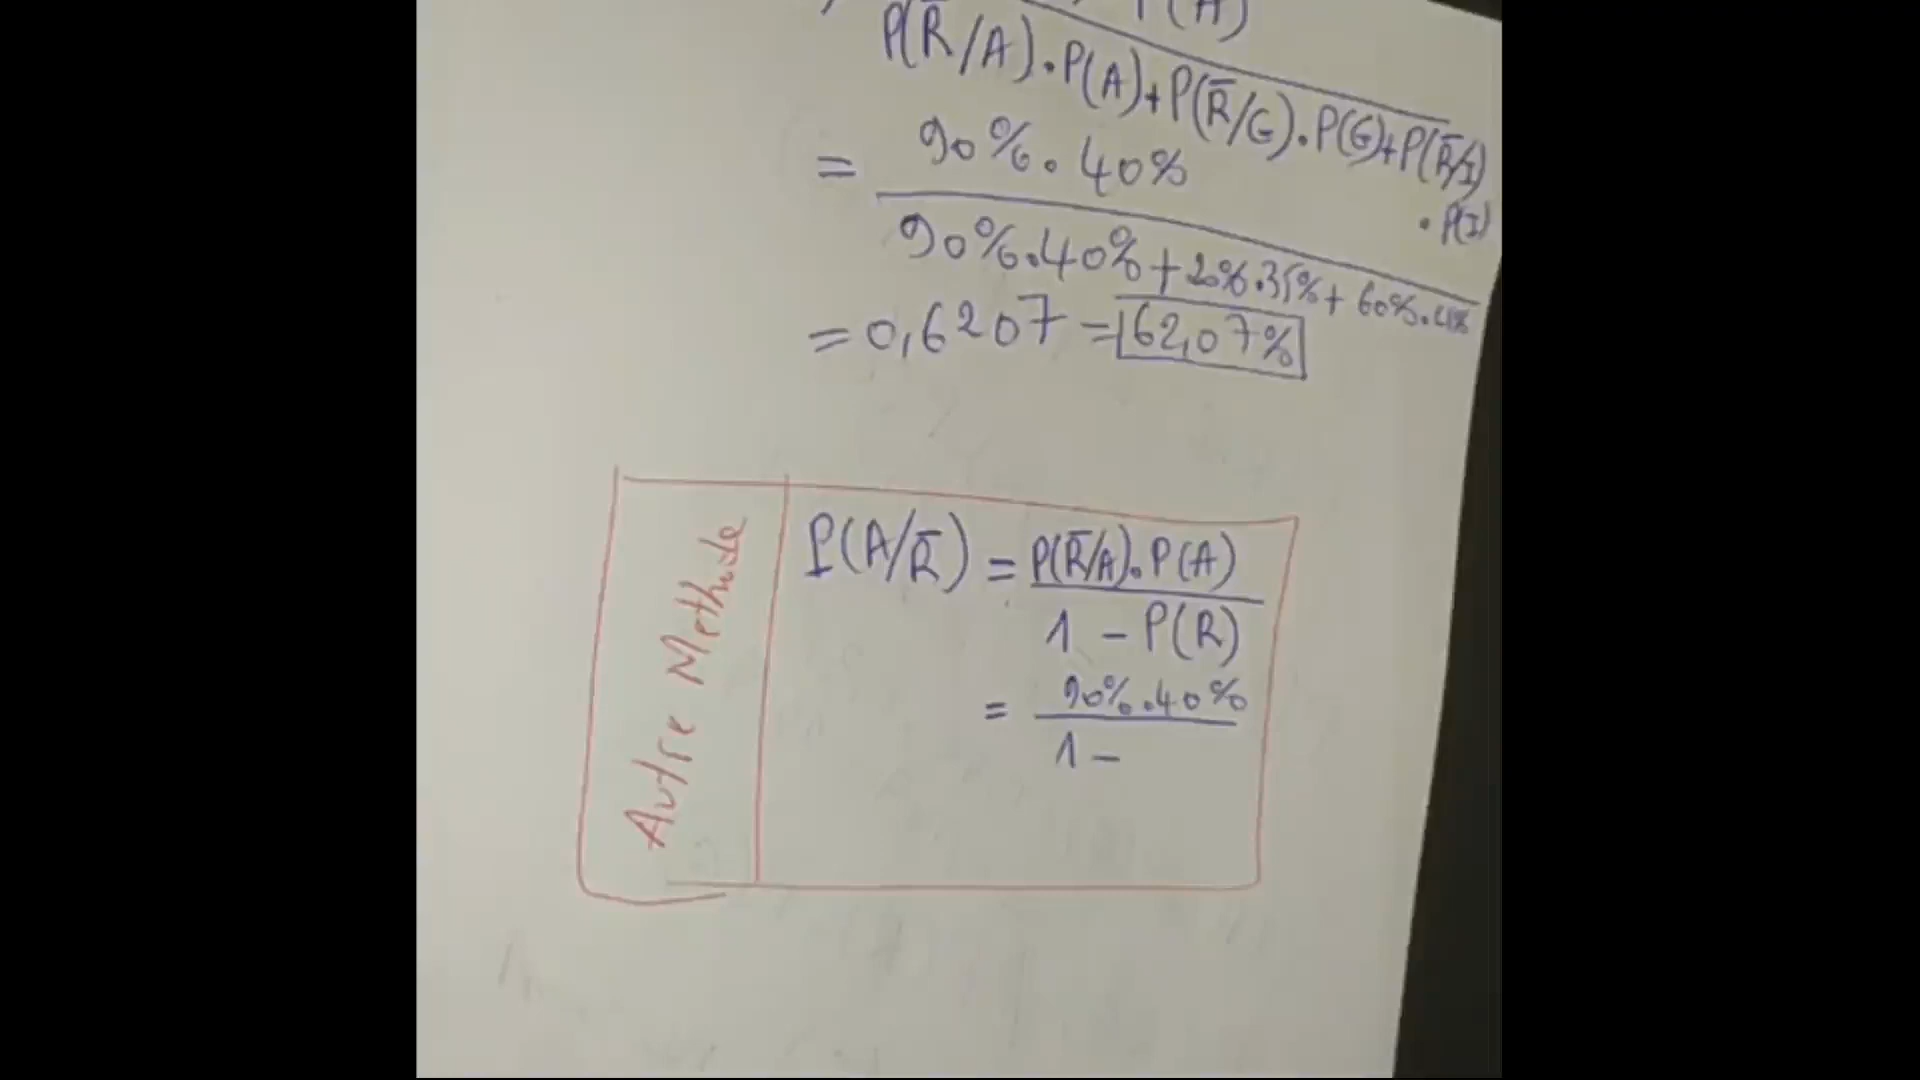 P(A)
P(R̅/A).P(A)+P(R̅/G).P(G)+P(R̅/I)
.P(I)
= 90%.40%
90%.40%+20%.35%+60%.
=0,6207=62,07%
Autre Methode
P(A/R̅) = P(R̅/A).P(A)
1 - P(R)
= 90%.40%
1 -